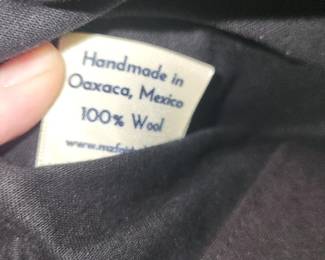 Handmade in
Oaxaca, Mexico
100% Wool